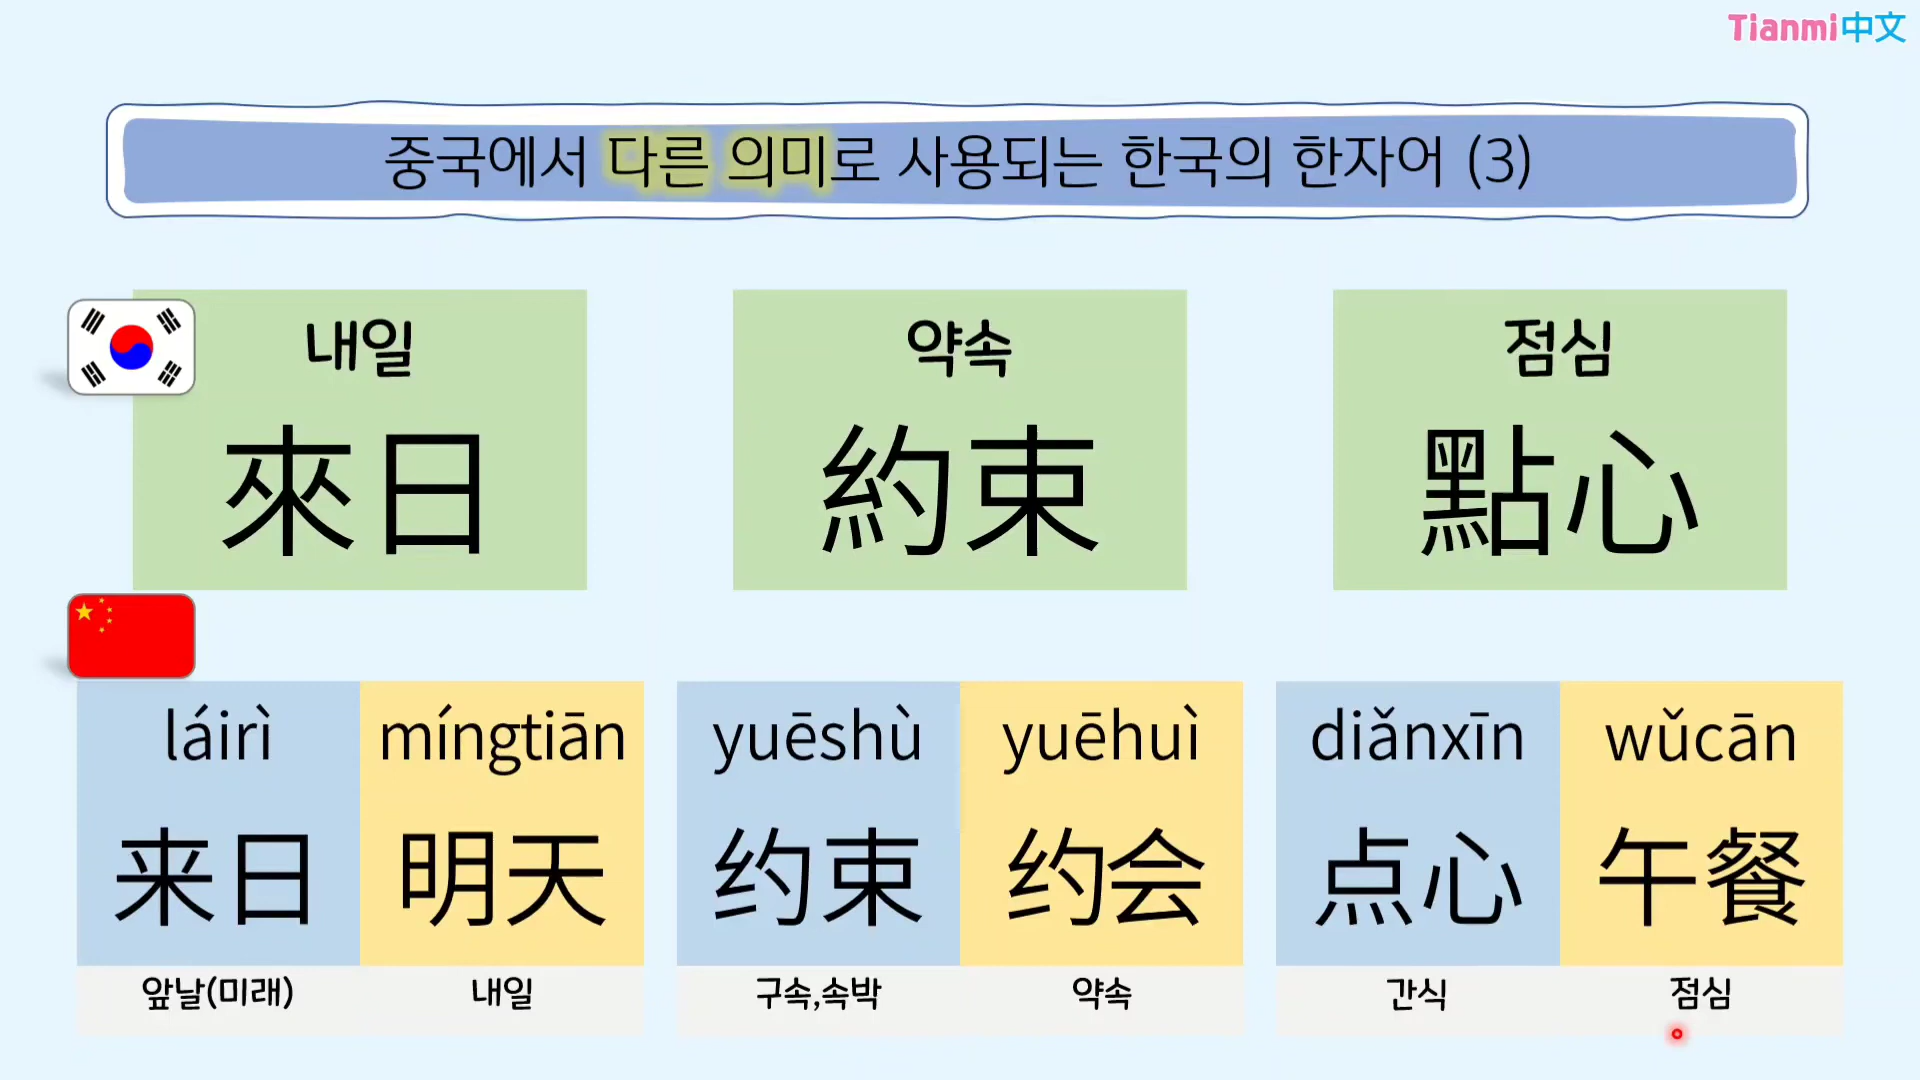 Tianmi中文
중국에서 다른 의미로 사용되는 한국의 한자어 (3)
내일
來日
약속
約束
점심
點心
láirì
来日
앞날(미래)
míngtiān
明天
내일
yuēshù
约束
구속,속박
yuēhuì
约会
약속
diǎnxīn
点心
간식
wǔcān
午餐
점심